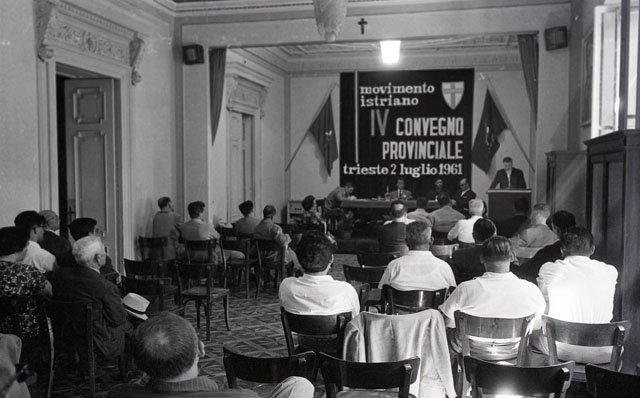 movimento
istriano
IV CONVEGNO
PROVINCIALE
trieste 2 luglio 1961